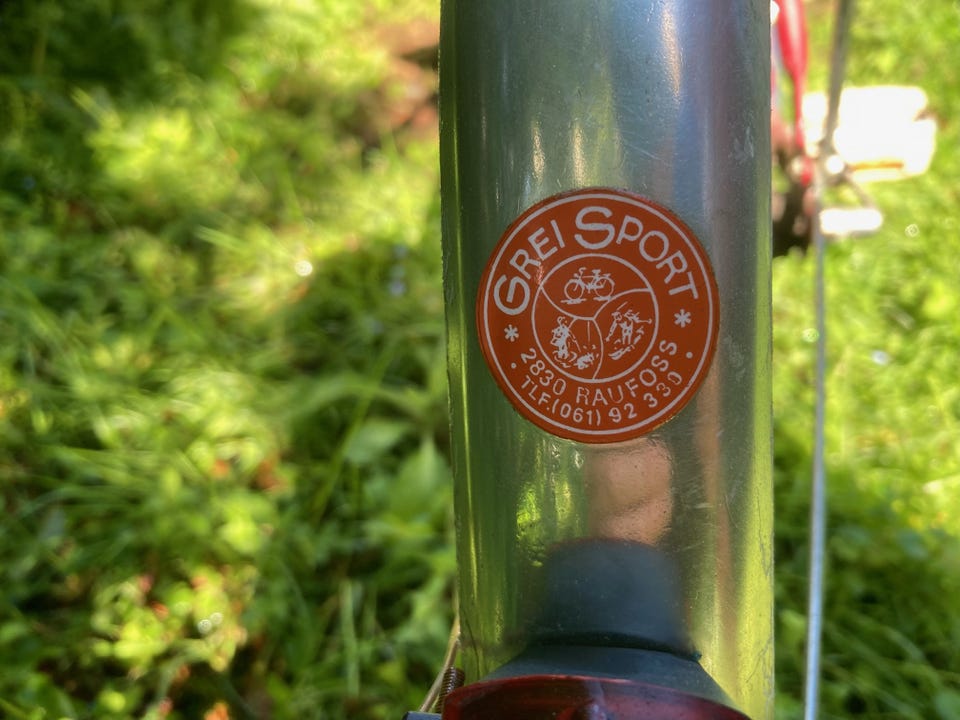 GREI SPORT
2830 RAUFOSS
TLF.(061) 92 330